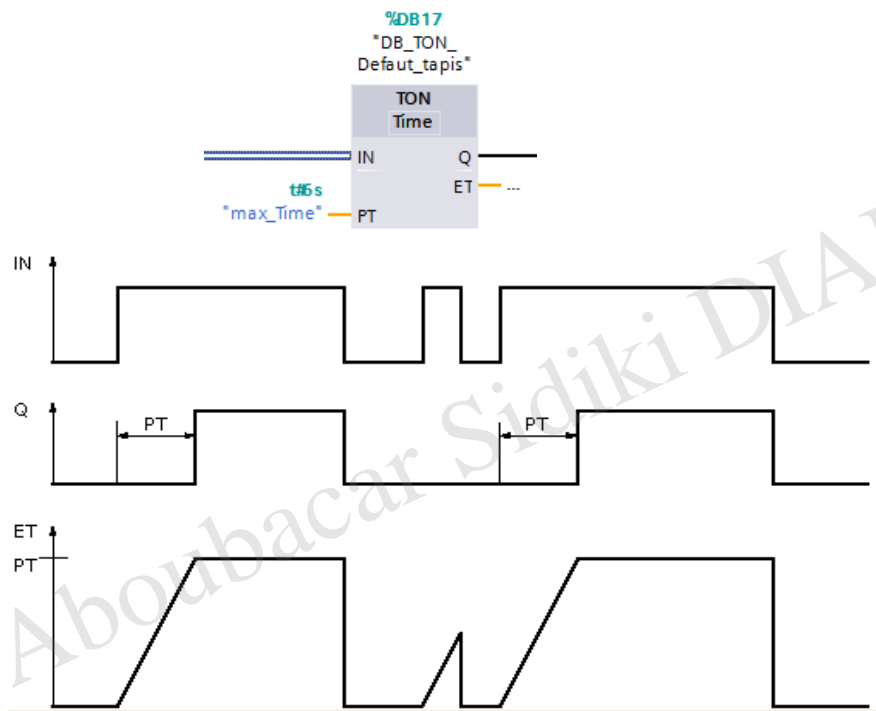 %DB17
"DB_TON_
Defaut_tapis"
TON
Time
IN Q
t#6s ET ...
"max_Time" PT
IN
Q
PT PT
ET
PT
Aboubacar Sidiki DIA